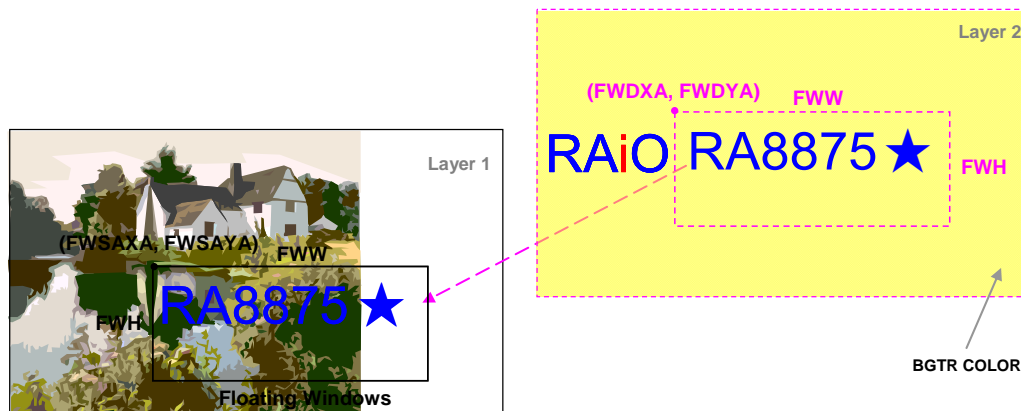 Layer 2
(FWDXA, FWDYA)
FWW
RAiO RA8875★
FWH
Layer 1
(FWSAXA, FWSAYA)
FWW
RA8875★
FWH
BGTR COLOR
Floating Windows